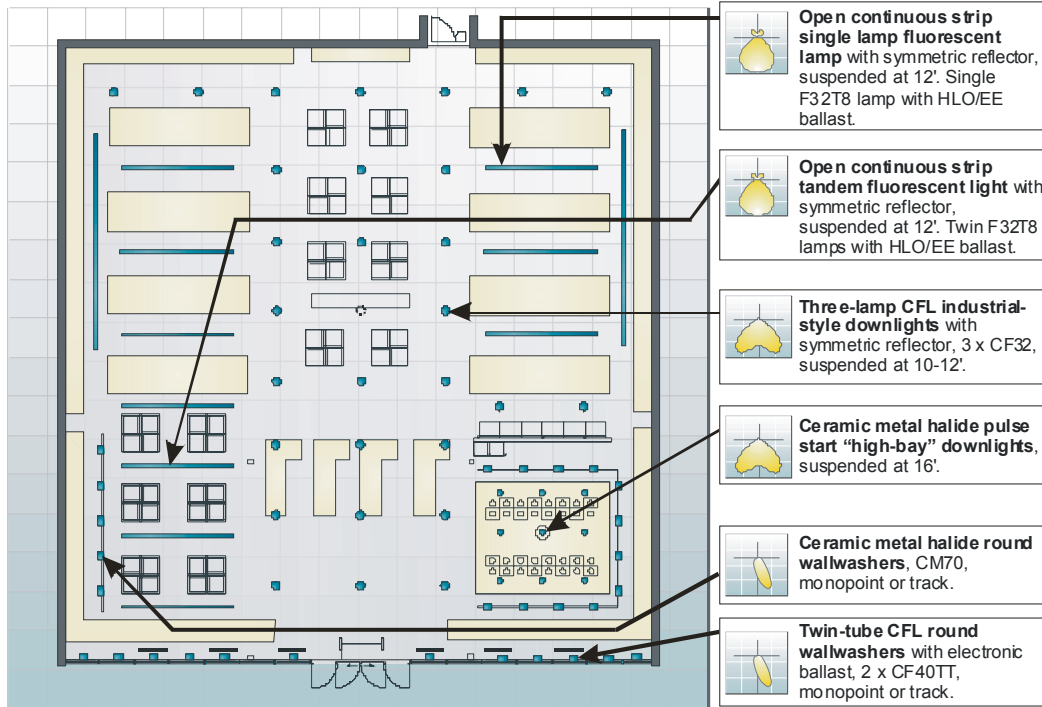 Open continuous strip
single lamp fluorescent
lamp with symmetric reflector,
suspended at 12'. Single
F32T8 lamp with HLO/EE
ballast.
Open continuous strip
tandem fluorescent light with
symmetric reflector,
suspended at 12'. Twin F32T8
lamps with HLO/EE ballast.
Three-lamp CFL industrial-
style downlights with
symmetric reflector, 3 x CF32,
suspended at 10-12'.
Ceramic metal halide pulse
start “high-bay” downlights,
suspended at 16'.
Ceramic metal halide round
wallwashers, CM70,
monopoint or track.
Twin-tube CFL round
wallwashers with electronic
ballast, 2 x CF40TT,
monopoint or track.